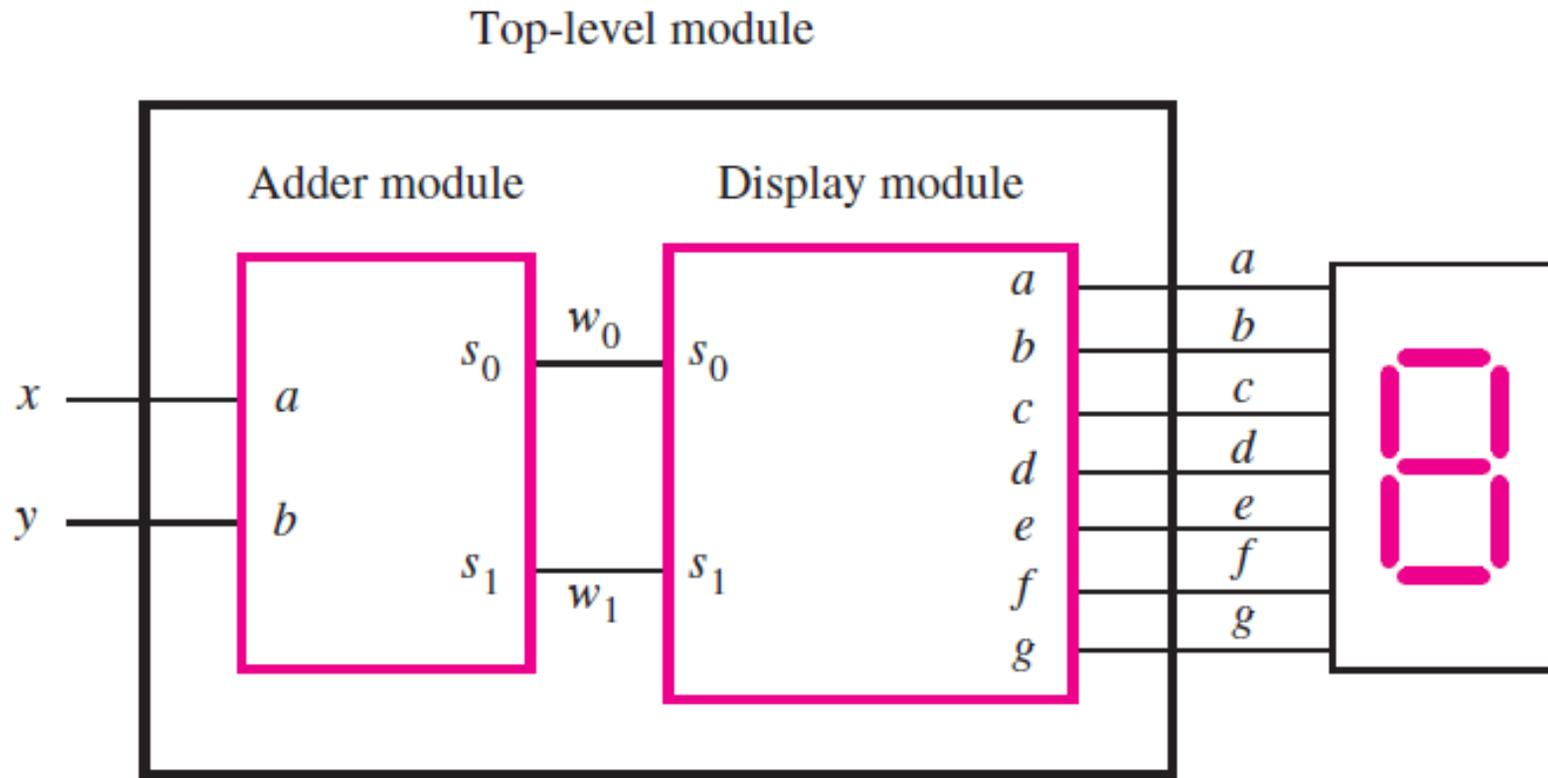 Top-level module
Adder module
Display module
x
y
a
b
s0
s1
w0
w1
s0
s1
a
b
c
d
e
f
g
a
b
c
d
e
f
g